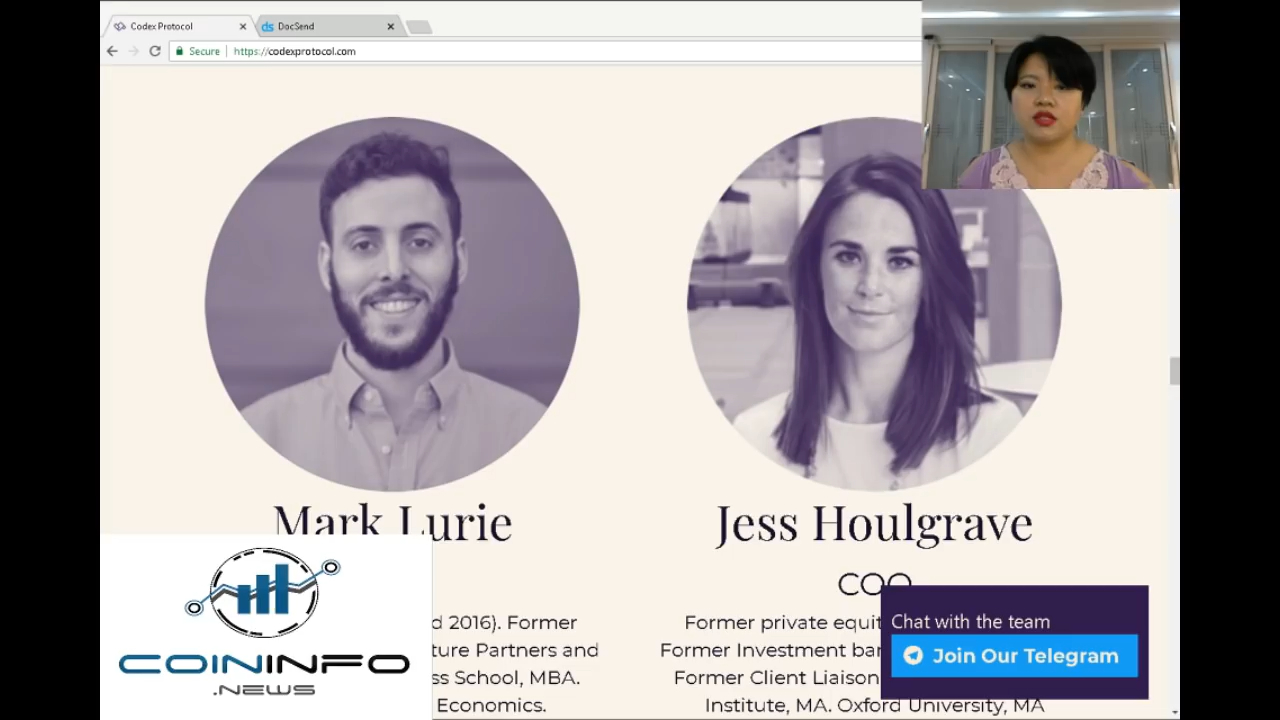 Codex Protocol
DocSend
Secure
https://codexprotocol.com
Mark Lurie
Jess Houlgrave
COO
d 2016). Former
ture Partners and
ss School, MBA.
Economics.
Former private equit
Former Investment ban
Former Client Liaison
Institute, MA. Oxford University, MA
Chat with the team
Join Our Telegram
COININFO
.NEWS